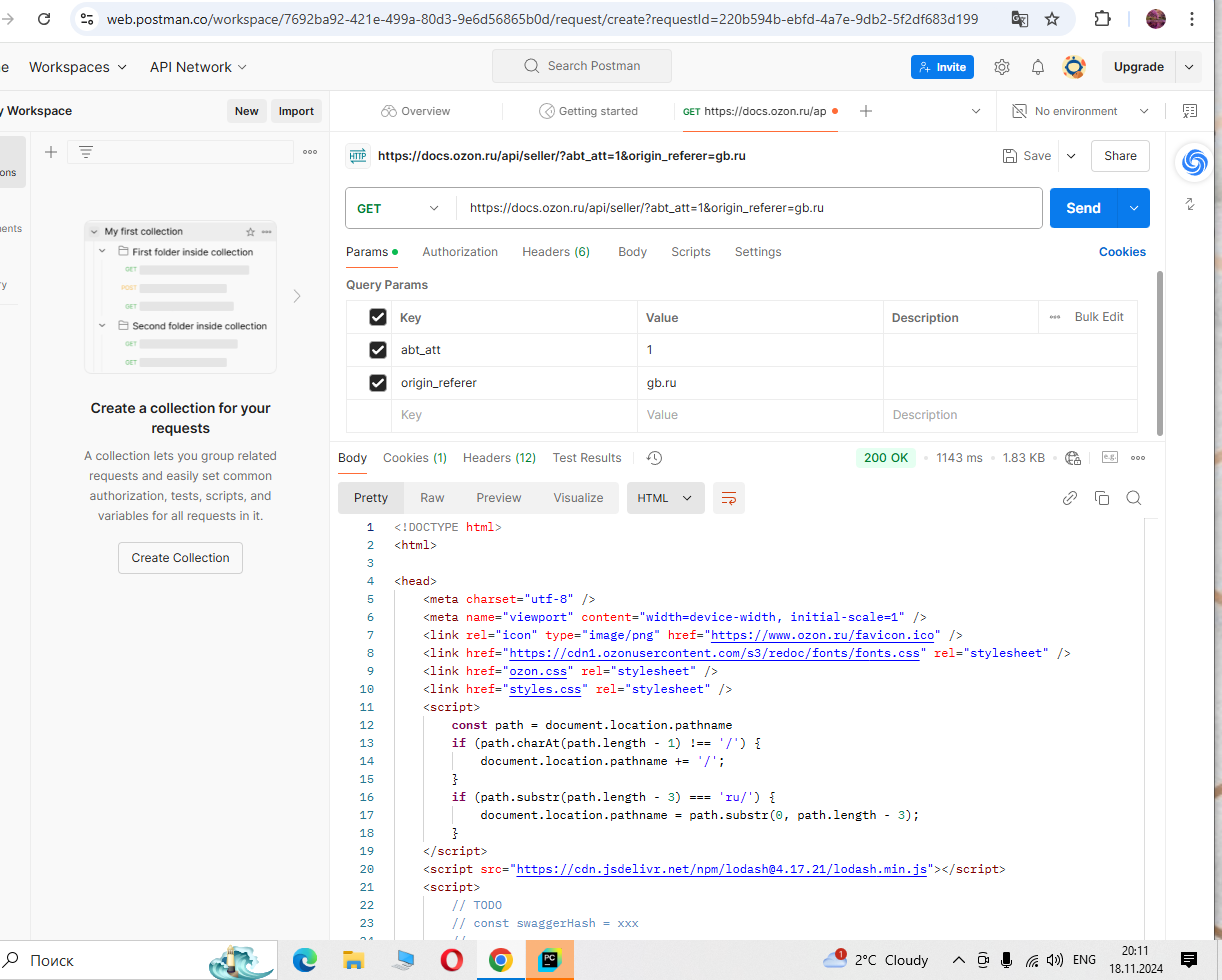 web.postman.co/workspace/7692ba92-421e-499a-80d3-9e6d56865b0d/request/create?requestId=220b594b-ebfd-4a7e-9db2-5f2df683d199
e Workspaces API Network Search Postman Invite Upgrade
y Workspace New Import Overview Getting started GET https://docs.ozon.ru/ap No environment
HTTP https://docs.ozon.ru/api/seller/?abt_att=1&origin_referer=gb.ru Save Share
ons
GET https://docs.ozon.ru/api/seller/?abt_att=1&origin_referer=gb.ru Send
ents
My first collection
First folder inside collection
GET
POST
GET
Second folder inside collection
GET
GET
ry
Create a collection for your
requests
A collection lets you group related
requests and easily set common
authorization, tests, scripts, and
variables for all requests in it.
Create Collection
Params Authorization Headers (6) Body Scripts Settings Cookies
Query Params
Key Value Description Bulk Edit
abt_att 1
origin_referer gb.ru
Key Value Description
Body Cookies (1) Headers (12) Test Results 200 OK 1143 ms 1.83 KB e.g.
Pretty Raw Preview Visualize HTML
1 <!DOCTYPE html>
2 <html>
3
4 <head>
5 <meta charset="utf-8" />
6 <meta name="viewport" content="width=device-width, initial-scale=1" />
7 <link rel="icon" type="image/png" href="https://www.ozon.ru/favicon.ico" />
8 <link href="https://cdn1.ozonusercontent.com/s3/redoc/fonts/fonts.css" rel="stylesheet" />
9 <link href="ozon.css" rel="stylesheet" />
10 <link href="styles.css" rel="stylesheet" />
11 <script>
12 const path = document.location.pathname
13 if (path.charAt(path.length - 1) !== '/') {
14 document.location.pathname += '/';
15 }
16 if (path.substr(path.length - 3) === 'ru/') {
17 document.location.pathname = path.substr(0, path.length - 3);
18 }
19 </script>
20 <script src="https://cdn.jsdelivr.net/npm/lodash@4.17.21/lodash.min.js"></script>
21 <script>
22 // TODO
23 // const swaggerHash = xxx
24 //
Поиск PC 1 2°C Cloudy ENG 20:11
18.11.2024